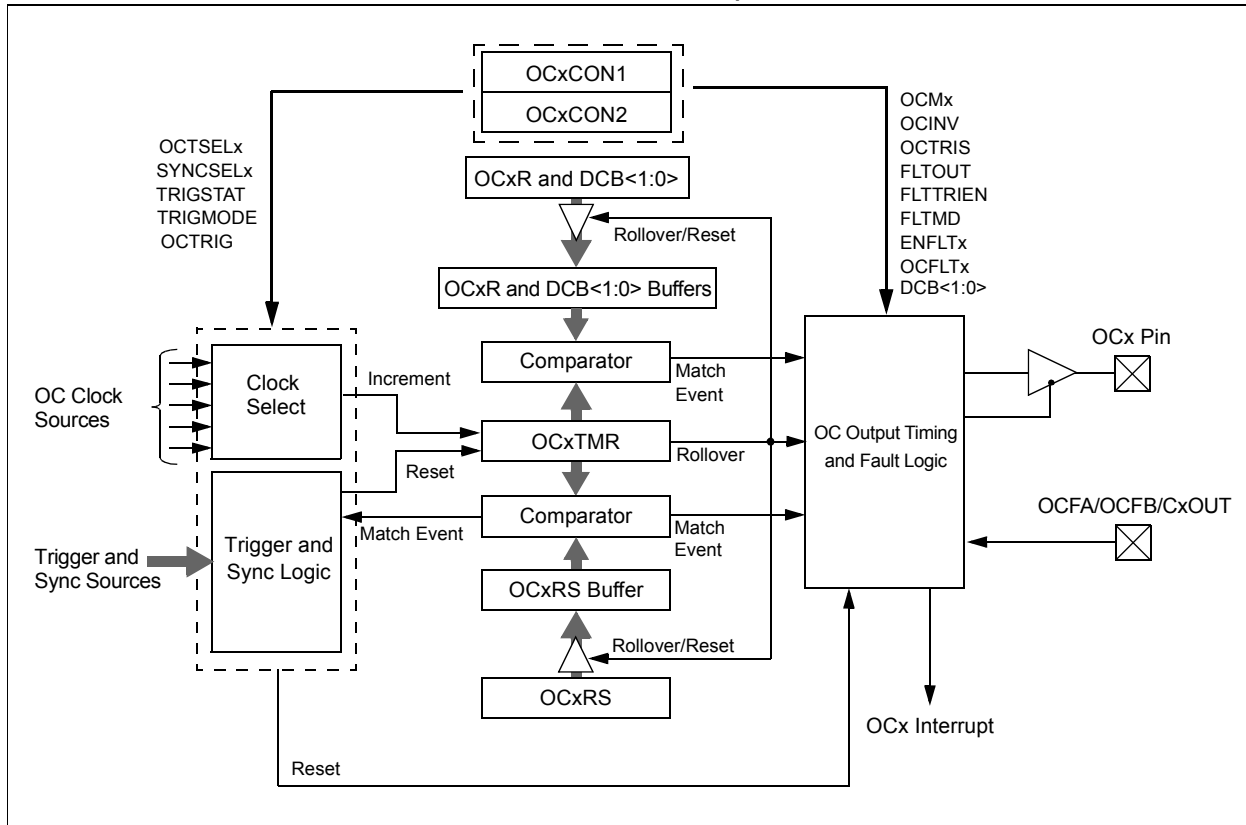 OCxCON1
OCxCON2
OCTSELx
SYNCSELx
TRIGSTAT
TRIGMODE
OCTRIG
OCMx
OCINV
OCTRIS
FLTOUT
FLTTRIEN
FLTMD
ENFLTx
OCFLTx
DCB<1:0>
OCxR and DCB<1:0>
Rollover/Reset
OCxR and DCB<1:0> Buffers
OC Clock
Sources
Clock
Select
Increment
Comparator
Match
Event
OCxTMR
Rollover
Reset
OC Output Timing
and Fault Logic
OCx Pin
Trigger and
Sync Sources
Trigger and
Sync Logic
Match Event
Comparator
Match
Event
OCFA/OCFB/CxOUT
OCxRS Buffer
Rollover/Reset
OCxRS
OCx Interrupt
Reset